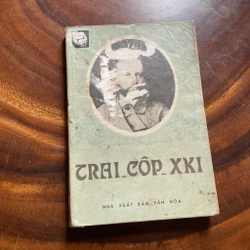 TRAI_CÔP_XKI
NHÀ XUẤT BẢN VĂN HÓA